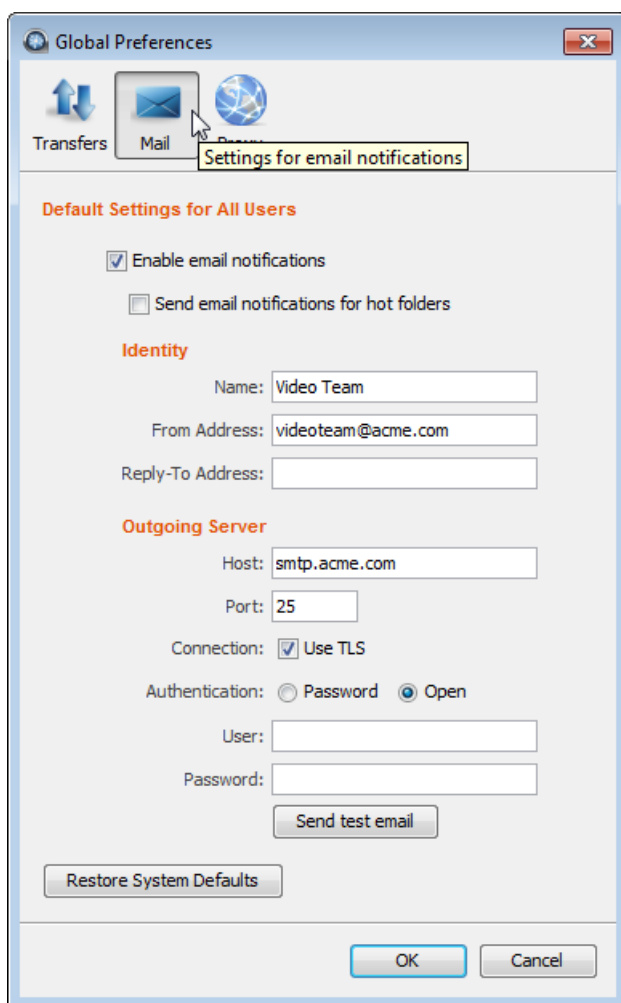 Global Preferences
Transfers Mail
Settings for email notifications
Default Settings for All Users
Enable email notifications
Send email notifications for hot folders
Identity
Name: Video Team
From Address: videoteam@acme.com
Reply-To Address:
Outgoing Server
Host: smtp.acme.com
Port: 25
Connection: Use TLS
Authentication: Password Open
User:
Password:
Send test email
Restore System Defaults
OK Cancel